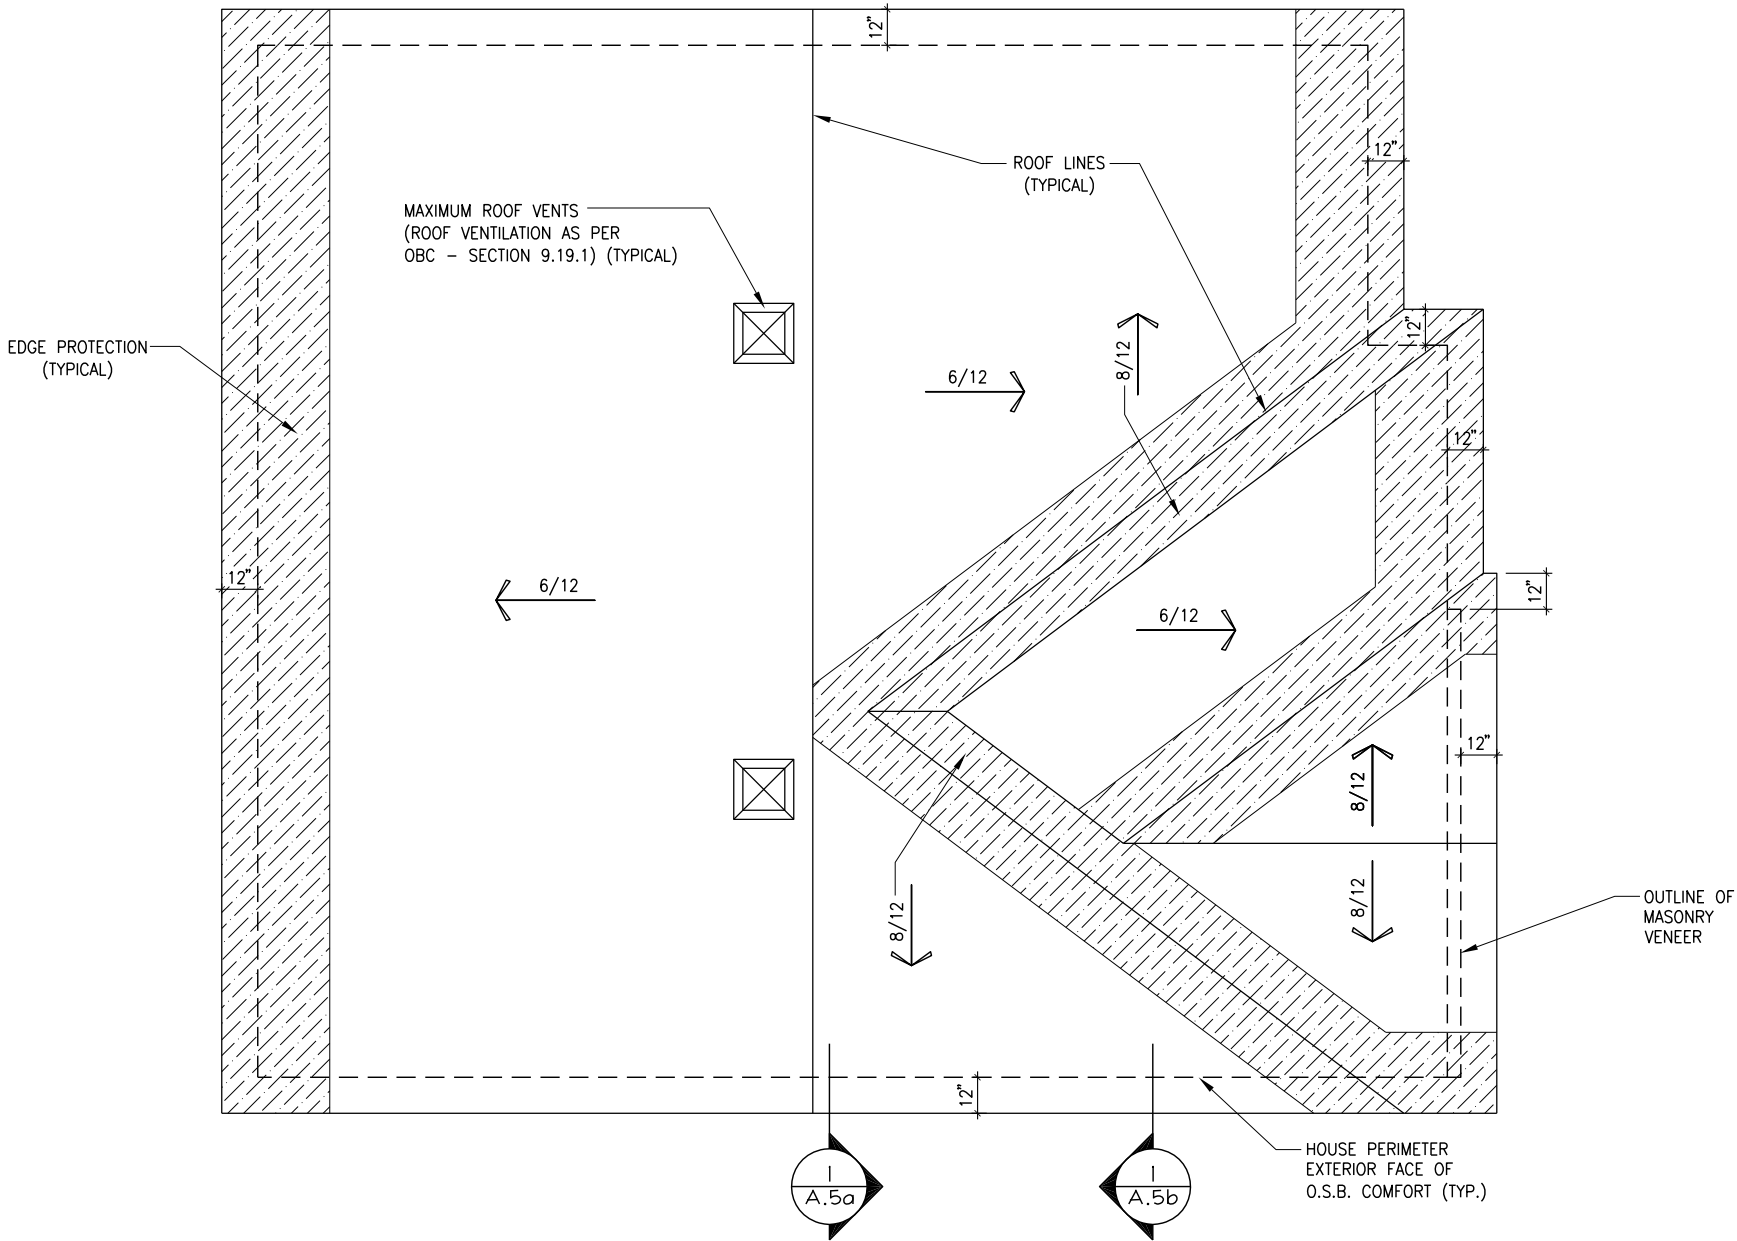 12"
12"
ROOF LINES
(TYPICAL)
MAXIMUM ROOF VENTS
(ROOF VENTILATION AS PER
OBC - SECTION 9.19.1) (TYPICAL)
12"
EDGE PROTECTION
(TYPICAL)
8/12
6/12
12"
12"
6/12
12"
6/12
12"
8/12
8/12
8/12
OUTLINE OF
MASONRY
VENEER
12"
HOUSE PERIMETER
EXTERIOR FACE OF
O.S.B. COMFORT (TYP.)
1
A.5a
1
A.5b